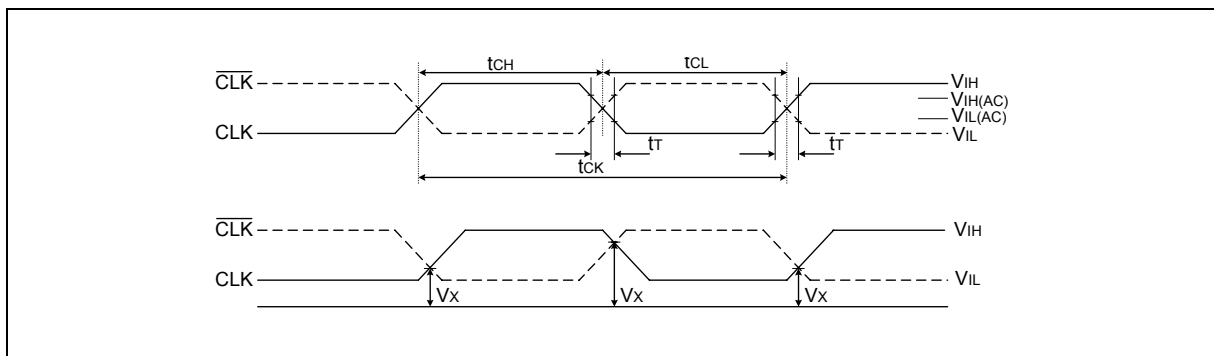 tCH tCL
CLK VIH
VIH(AC)
VIL(AC)
CLK VIL
tT tT
tCK
CLK VIH
CLK VIL
VX VX VX